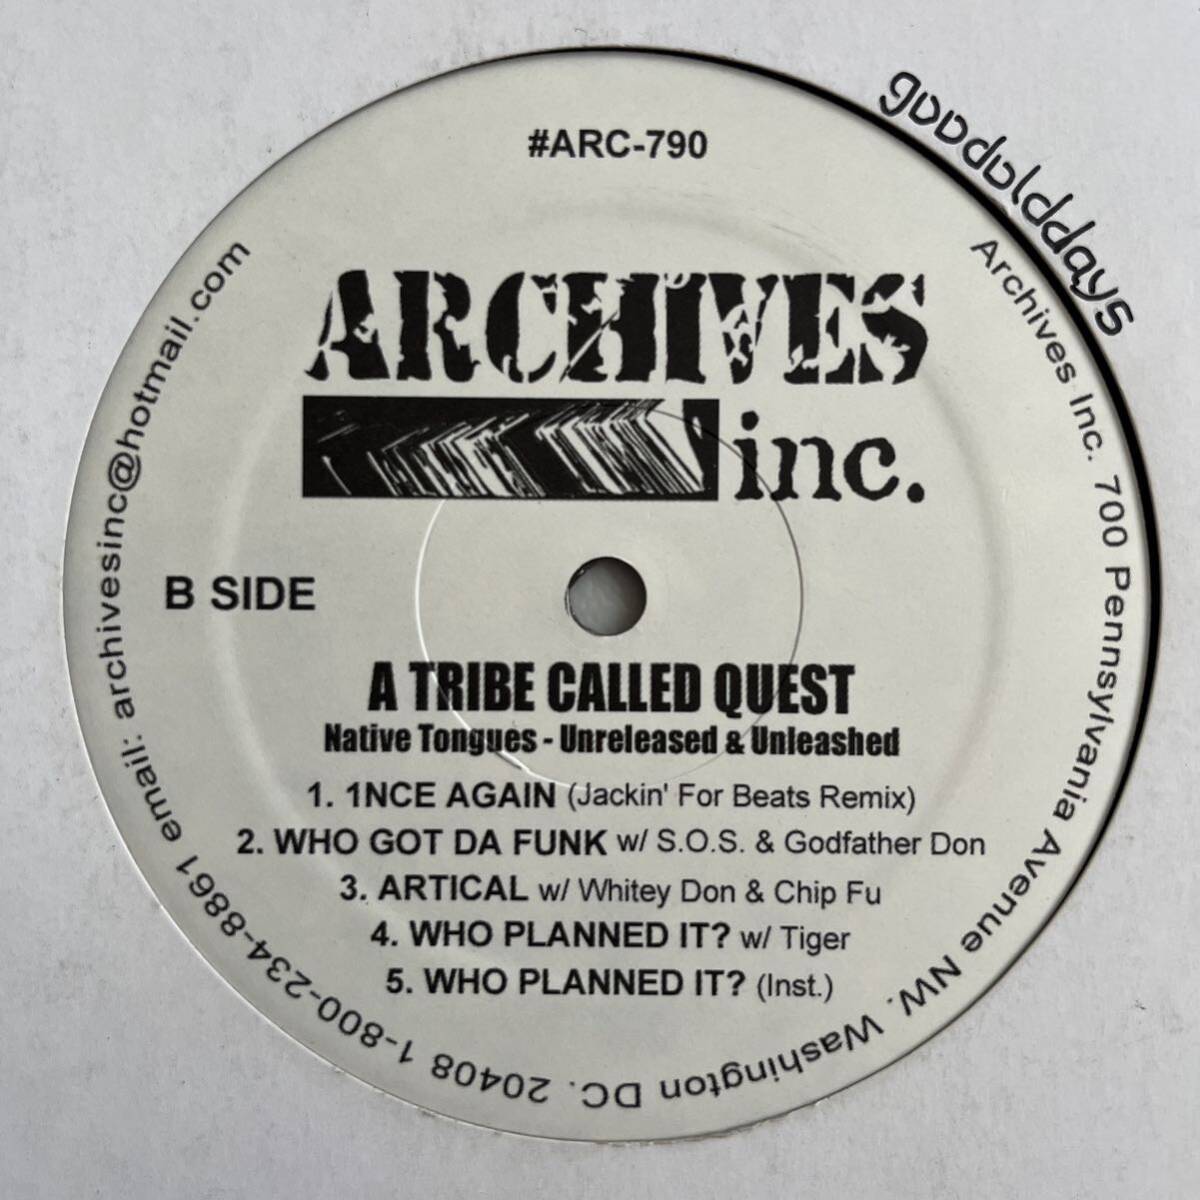 gooddolddays
#ARC-790
ARCHIVES
inc.
B SIDE
A TRIBE CALLED QUEST
Native Tongues - Unreleased & Unleashed
1. 1NCE AGAIN (Jackin' For Beats Remix)
2. WHO GOT DA FUNK w/ S.O.S. & Godfather Don
3. ARTICAL w/ Whitey Don & Chip Fu
4. WHO PLANNED IT? w/ Tiger
5. WHO PLANNED IT? (Inst.)
Archives Inc. 700 Pennsylvania Avenue NW. Washington DC. 20408 1-800-234-8861 email: archivesinc@hotmail.com